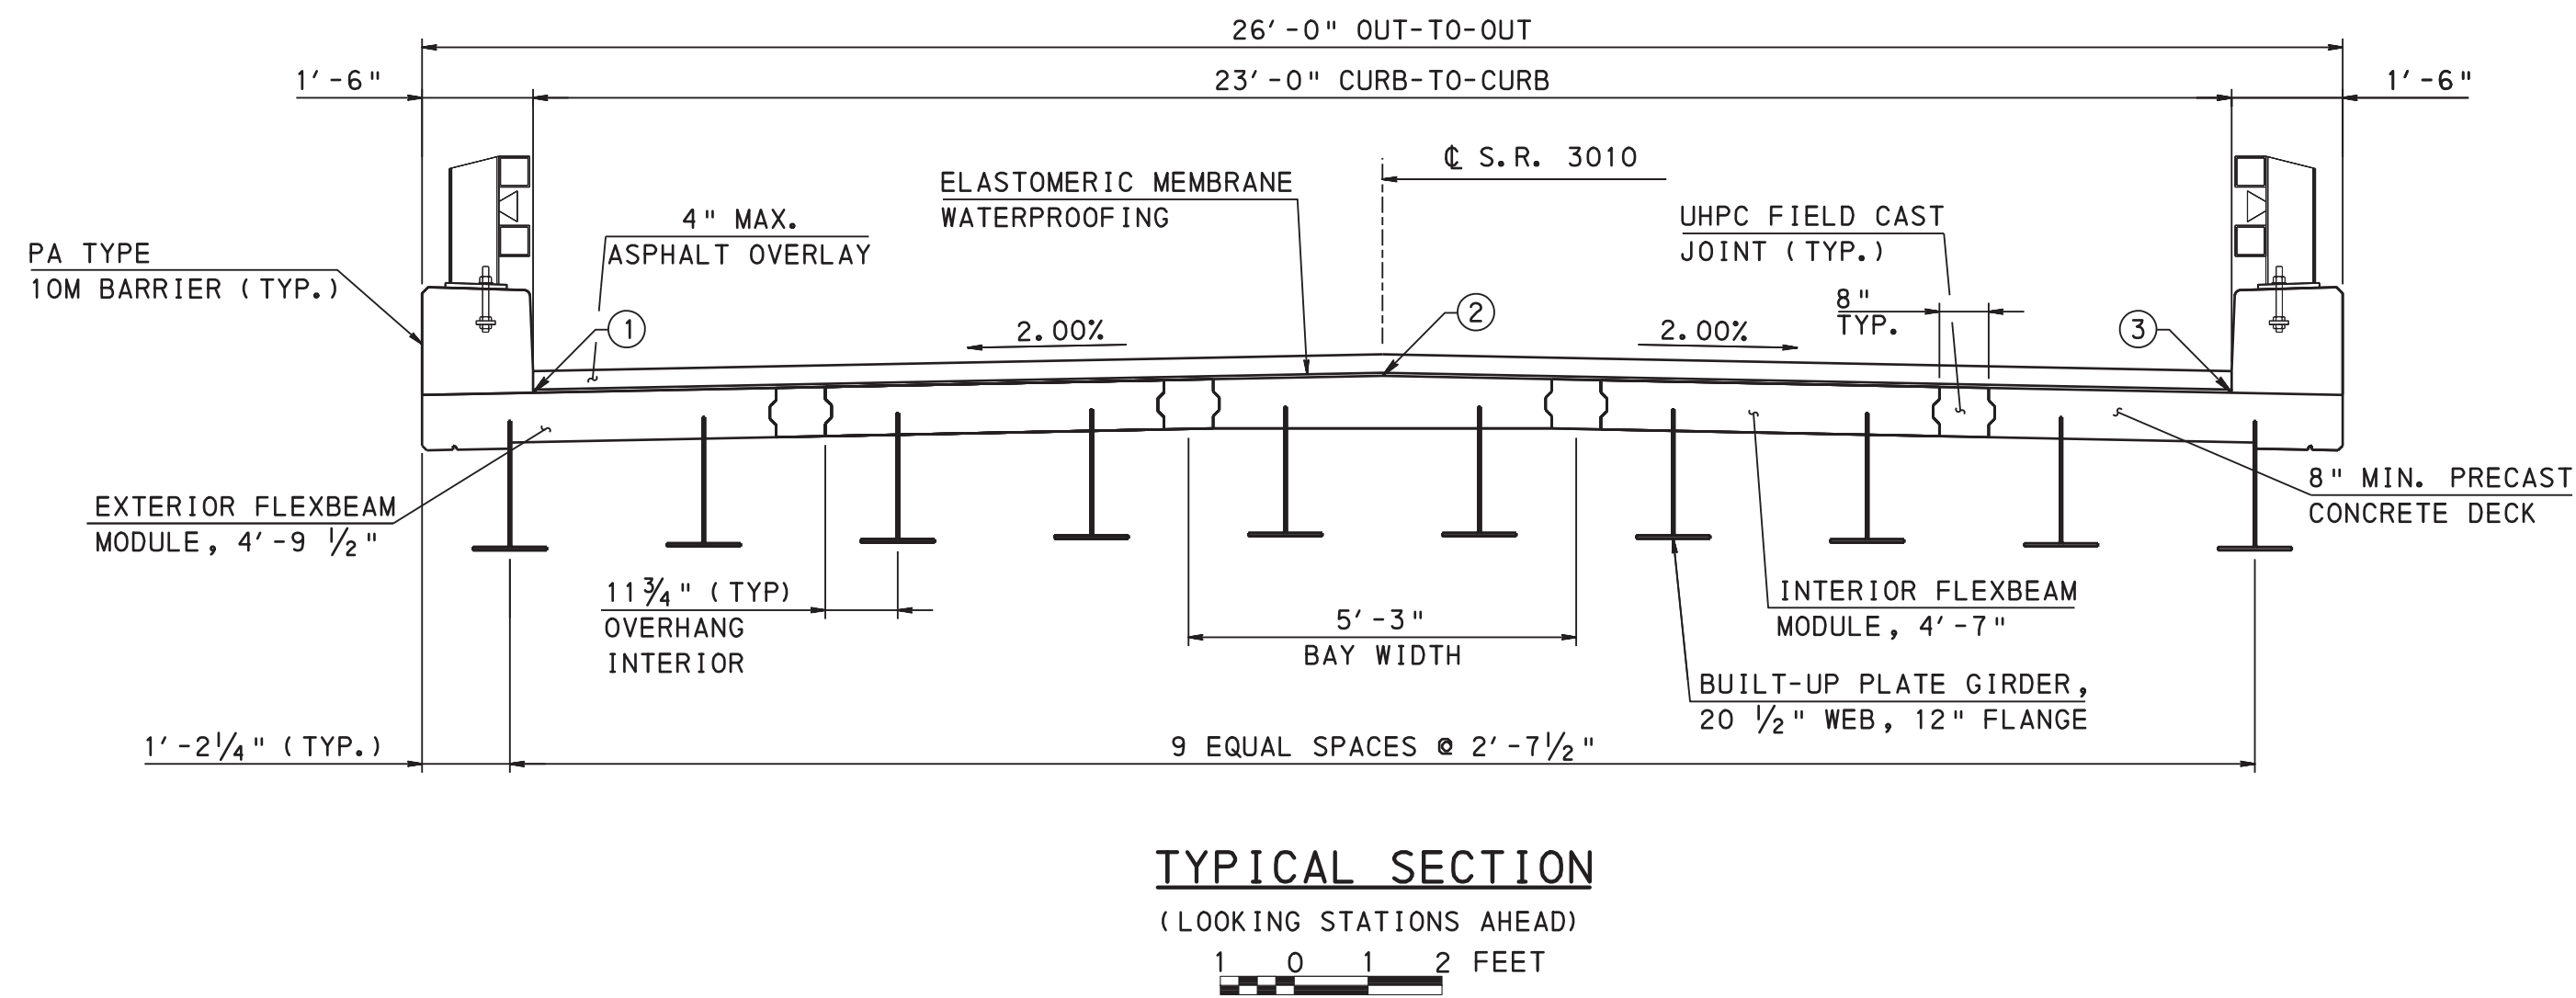 26'-0" OUT-TO-OUT
1'-6"
23'-0" CURB-TO-CURB
1'-6"
℄ S.R. 3010
ELASTOMERIC MEMBRANE
WATERPROOFING
4" MAX.
ASPHALT OVERLAY
UHPC FIELD CAST
JOINT (TYP.)
PA TYPE
10M BARRIER (TYP.)
8"
TYP.
1
2.00%
2
2.00%
3
EXTERIOR FLEXBEAM
MODULE, 4'-9 1/2"
8" MIN. PRECAST
CONCRETE DECK
11 3/4" (TYP)
OVERHANG
INTERIOR
5'-3"
BAY WIDTH
INTERIOR FLEXBEAM
MODULE, 4'-7"
BUILT-UP PLATE GIRDER,
20 1/2" WEB, 12" FLANGE
1'-2 1/4" (TYP.)
9 EQUAL SPACES @ 2'-7 1/2"
TYPICAL SECTION
(LOOKING STATIONS AHEAD)
1 0 1 2 FEET